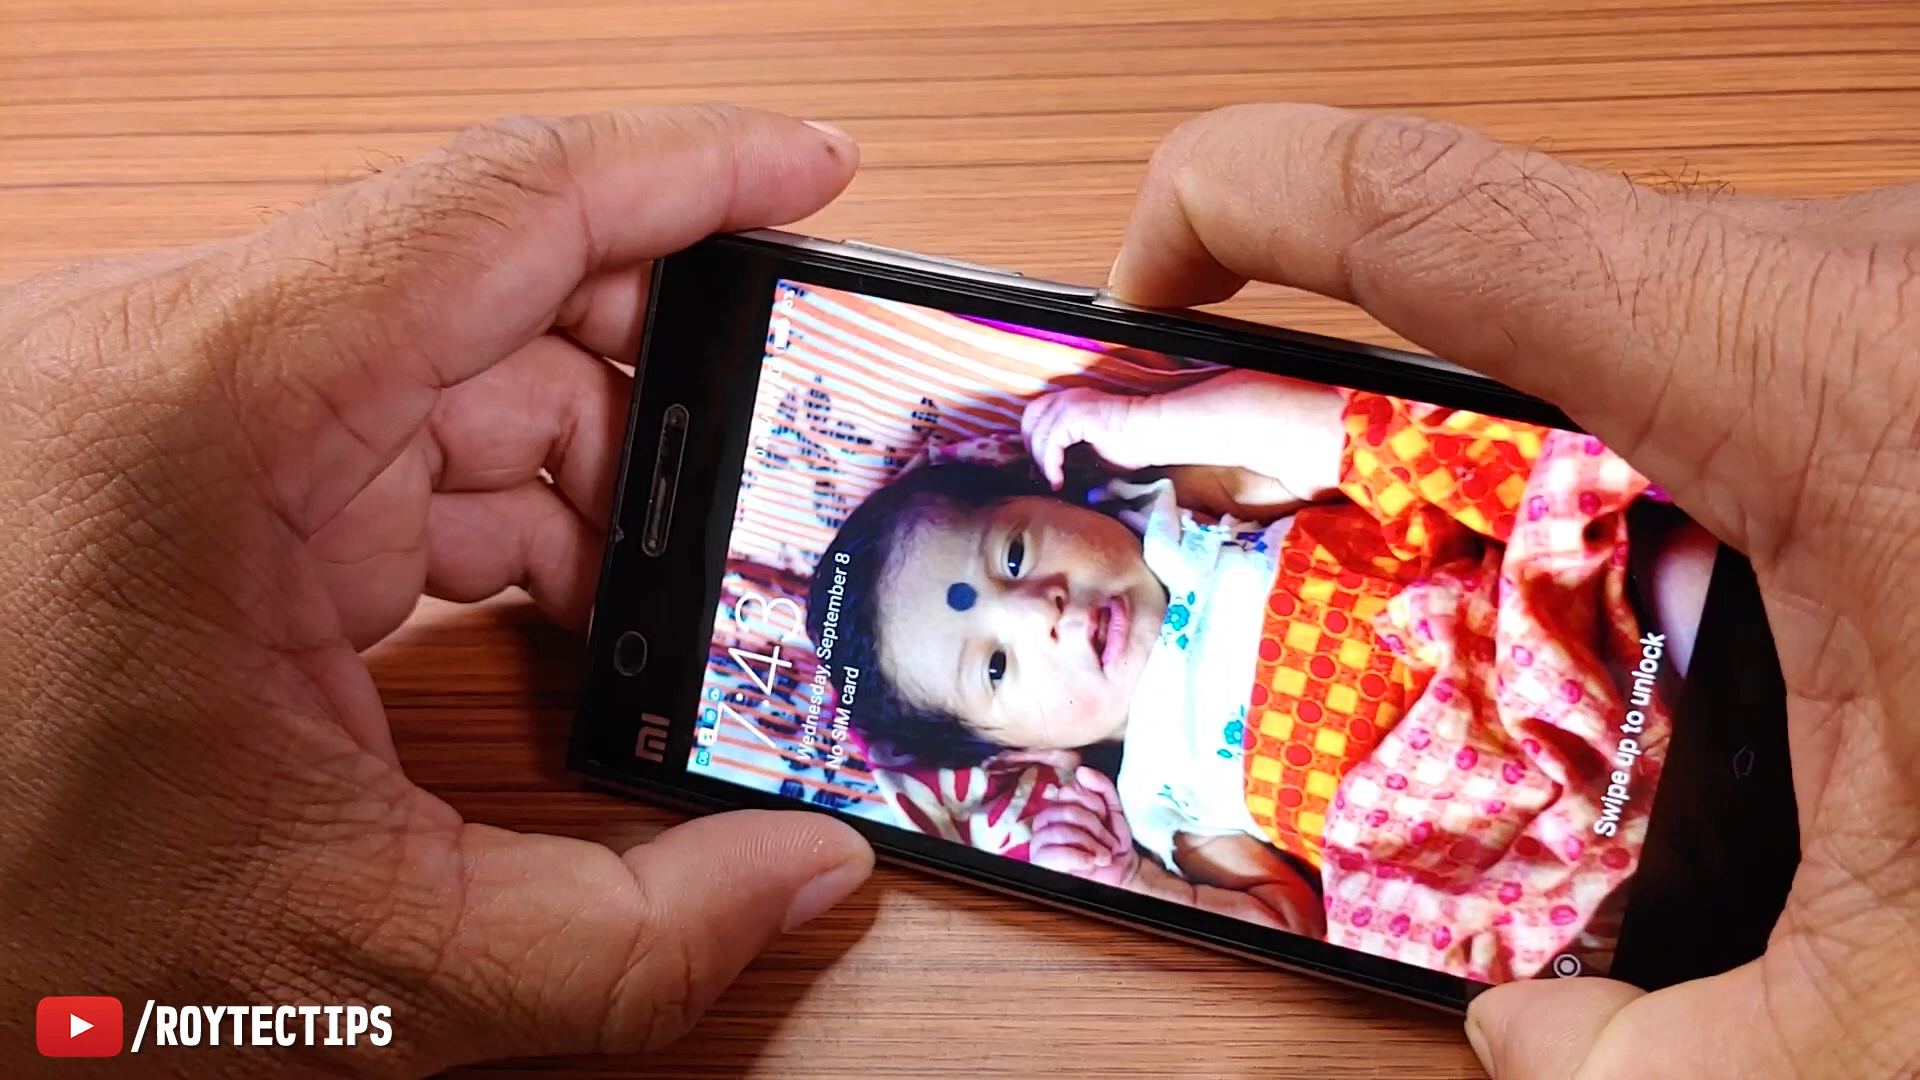 MI
7:43
Wednesday, September 8
No SIM card
Swipe up to unlock
/ROYTECTIPS